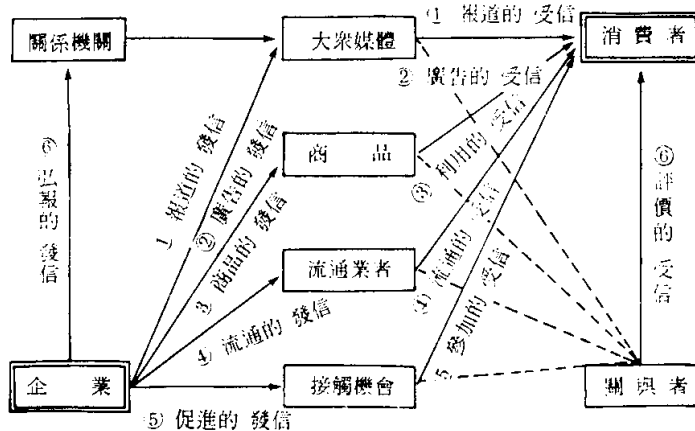 ① 報道的 受信
關係機關
大衆媒體
消費者
② 廣告的 受信
商品
③ 利用的 受信
⑥ 弘報的 發信
① 報道的 發信
② 廣告的 發信
③ 商品的 發信
⑥ 評價的 受信
流通業者
④ 流通的 受信
④ 流通的 發信
⑤ 參加的 受信
企業
接觸機會
關與者
⑤ 促進的 發信